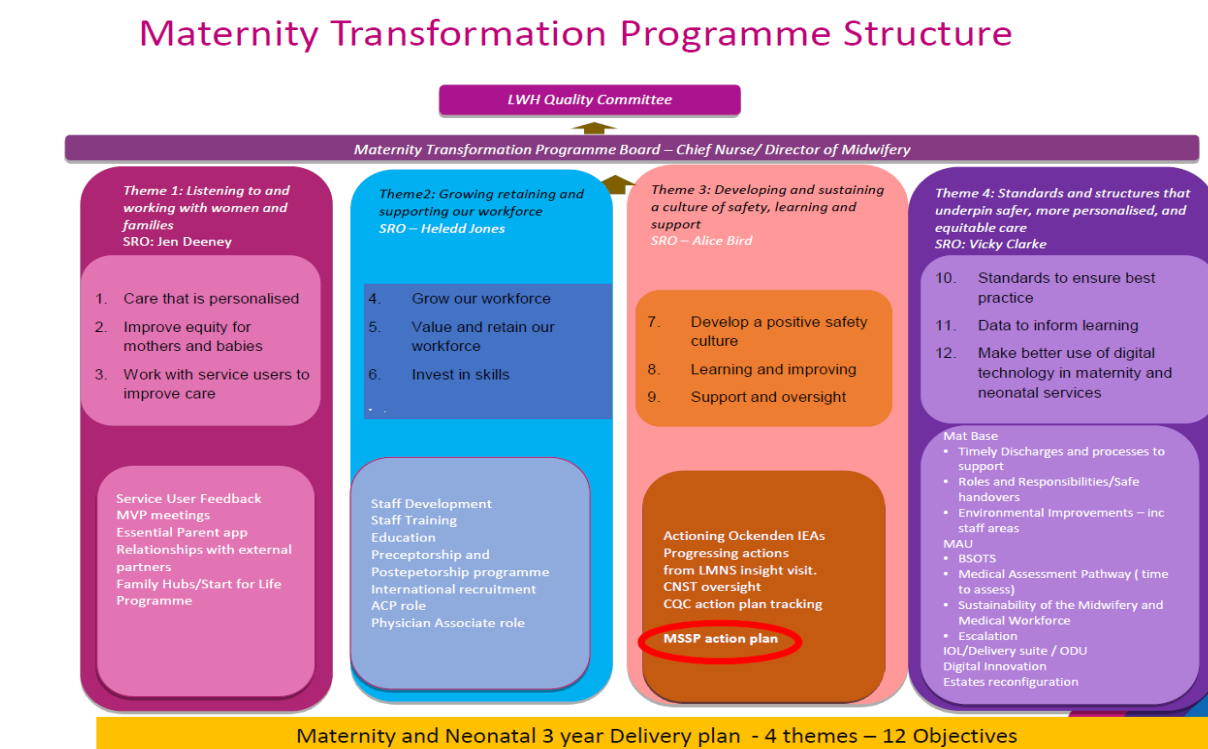 Maternity Transformation Programme Structure
LWH Quality Committee
Maternity Transformation Programme Board – Chief Nurse/ Director of Midwifery
Theme 1: Listening to and
working with women and
families
SRO: Jen Deeney
1. Care that is personalised
2. Improve equity for
mothers and babies
3. Work with service users to
improve care
Service User Feedback
MVP meetings
Essential Parent app
Relationships with external
partners
Family Hubs/Start for Life
Programme
Theme2: Growing retaining and
supporting our workforce
SRO – Heledd Jones
4. Grow our workforce
5. Value and retain our
workforce
6. Invest in skills
Staff Development
Staff Training
Education
Preceptorship and
Postepetorship programme
International recruitment
ACP role
Physician Associate role
Theme 3: Developing and sustaining
a culture of safety, learning and
support
SRO – Alice Bird
7. Develop a positive safety
culture
8. Learning and improving
9. Support and oversight
Actioning Ockenden IEAs
Progressing actions
from LMNS insight visit.
CNST oversight
CQC action plan tracking
MSSP action plan
Theme 4: Standards and structures that
underpin safer, more personalised, and
equitable care
SRO: Vicky Clarke
10. Standards to ensure best
practice
11. Data to inform learning
12. Make better use of digital
technology in maternity and
neonatal services
Mat Base
• Timely Discharges and processes to
support
• Roles and Responsibilities/Safe
handovers
• Environmental Improvements – inc
staff areas
MAU
• BSOTS
• Medical Assessment Pathway ( time
to assess)
• Sustainability of the Midwifery and
Medical Workforce
• Escalation
IOL/Delivery suite / ODU
Digital Innovation
Estates reconfiguration
Maternity and Neonatal 3 year Delivery plan - 4 themes – 12 Objectives